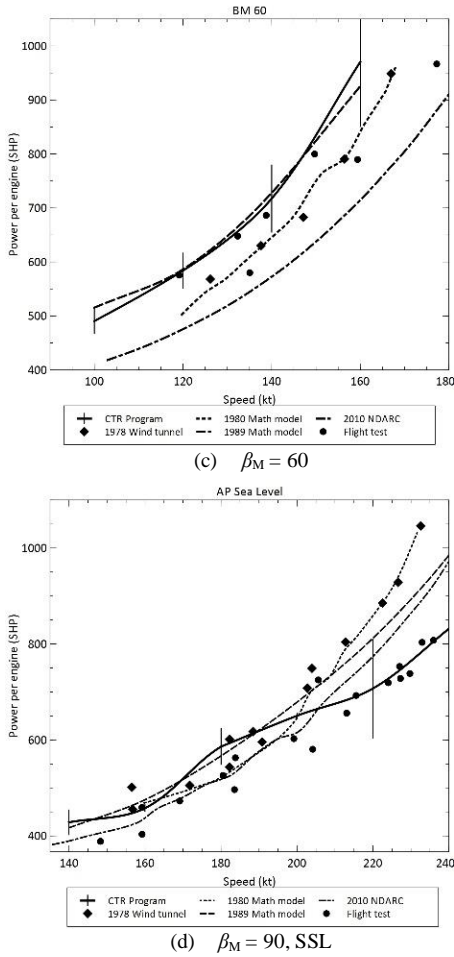 BM 60
1000
900
800
700
600
500
400
Power per engine (SHP)
100 120 140 160 180
Speed (kt)
CTR Program 1980 Math model 2010 NDARC
1978 Wind tunnel 1989 Math model Flight test
(c) βM = 60
AP Sea Level
1000
800
600
400
Power per engine (SHP)
140 160 180 200 220 240
Speed (kt)
CTR Program 1980 Math model 2010 NDARC
1978 Wind tunnel 1989 Math model Flight test
(d) βM = 90, SSL